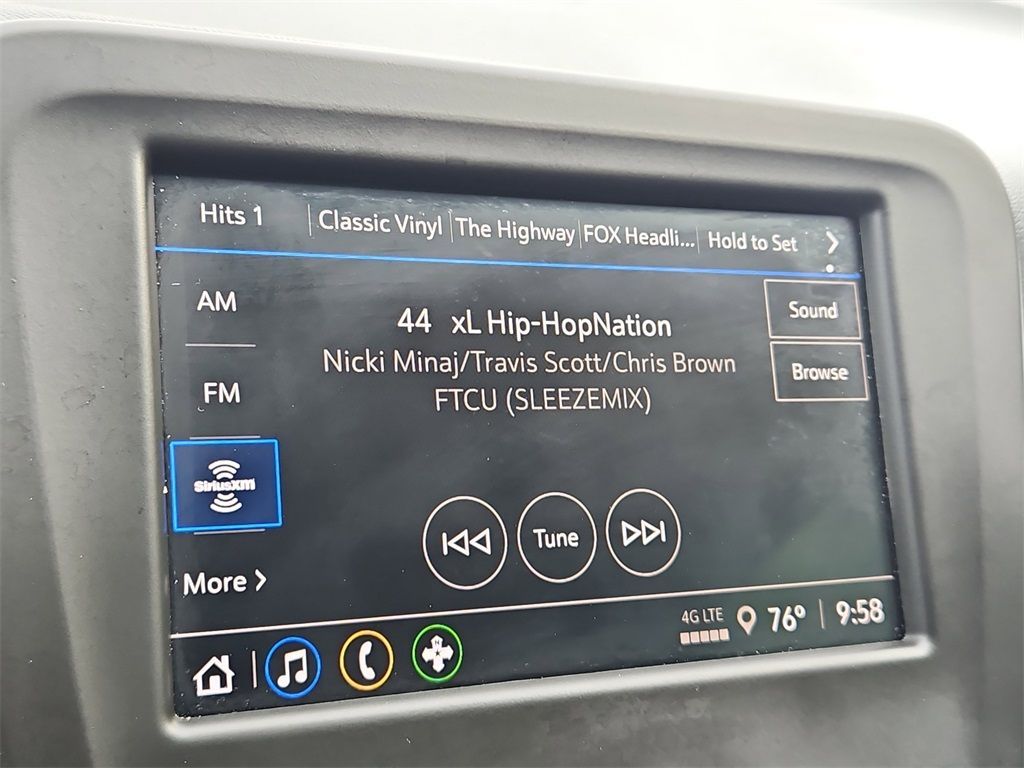 Hits 1 Classic Vinyl The Highway FOX Headli... Hold to Set
AM
44 xL Hip-HopNation
Sound
Nicki Minaj/Travis Scott/Chris Brown
Browse
FM
FTCU (SLEEZEMIX)
SiriusXM
Tune
More
4G LTE 76° 9:58
N